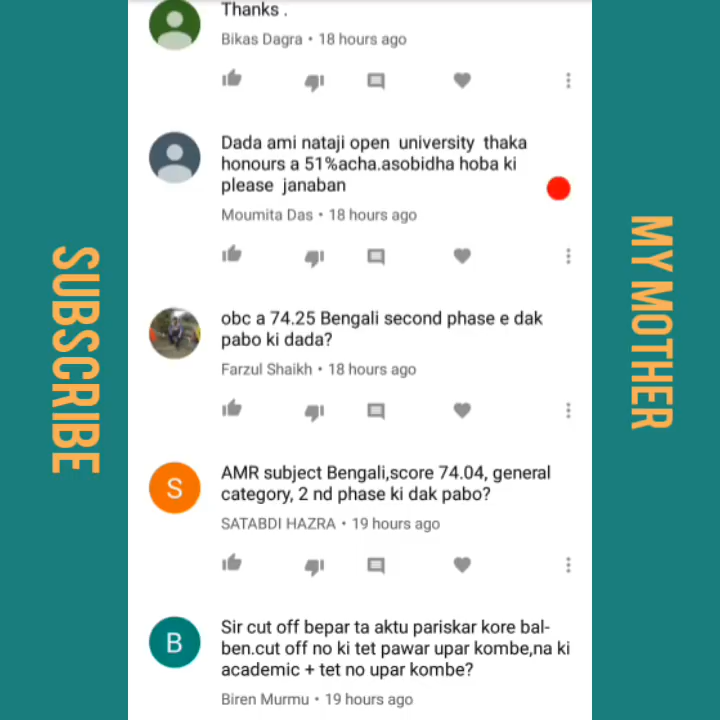 Thanks .
Bikas Dagra • 18 hours ago
Dada ami nataji open university thaka
honours a 51%acha.asobidha hoba ki
please janaban
Moumita Das • 18 hours ago
obc a 74.25 Bengali second phase e dak
pabo ki dada?
Farzul Shaikh • 18 hours ago
S
AMR subject Bengali,score 74.04, general
category, 2 nd phase ki dak pabo?
SATABDI HAZRA • 19 hours ago
B
Sir cut off bepar ta aktu pariskar kore bal-
ben.cut off no ki tet pawar upar kombe,na ki
academic + tet no upar kombe?
Biren Murmu • 19 hours ago
SUBSCRIBE
MY MOTHER